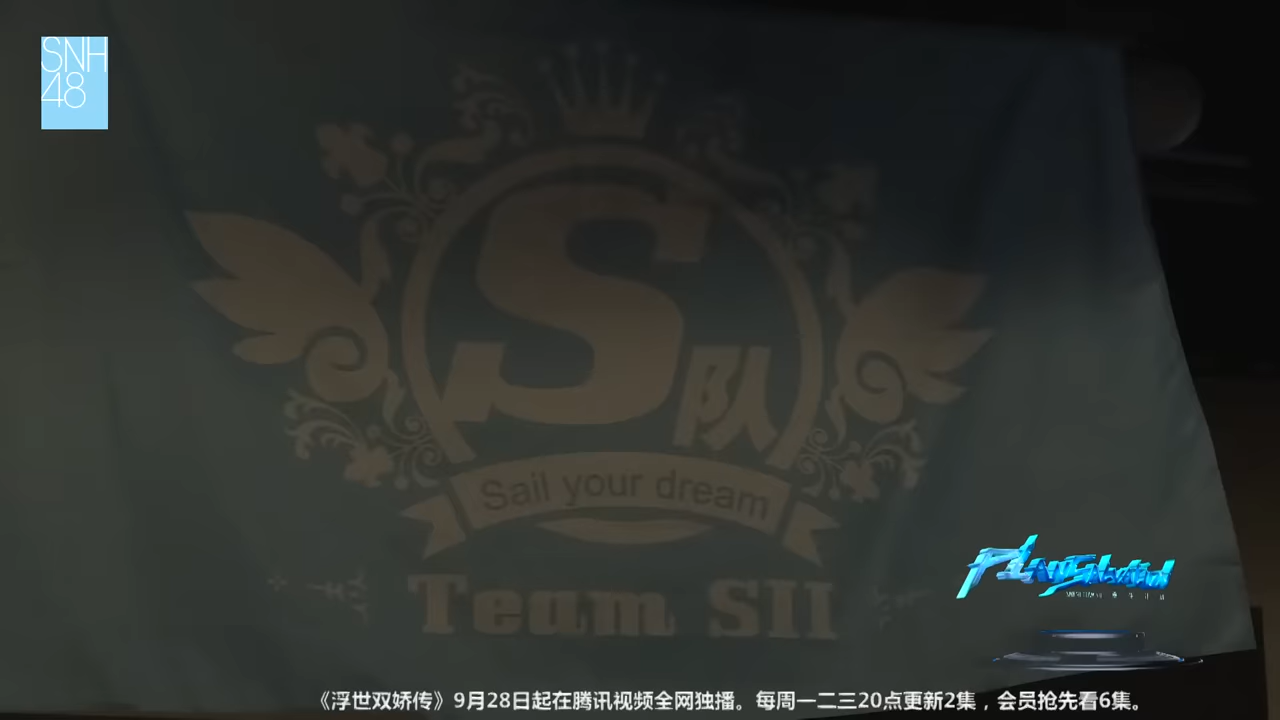 SNH
48
S队
Sail your dream
Team SII
《浮世双娇传》9月28日起在腾讯视频全网独播。每周一二三20点更新2集，会员抢先看6集。